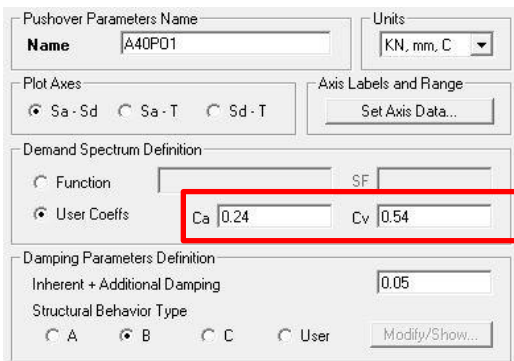 Pushover Parameters Name
Units
Name A40PO1
KN, mm, C
Plot Axes
Axis Labels and Range
Sa - Sd Sa - T Sd - T
Set Axis Data...
Demand Spectrum Definition
Function SF
User Coeffs Ca 0.24 Cv 0.54
Damping Parameters Definition
Inherent + Additional Damping 0.05
Structural Behavior Type
A B C User Modify/Show...